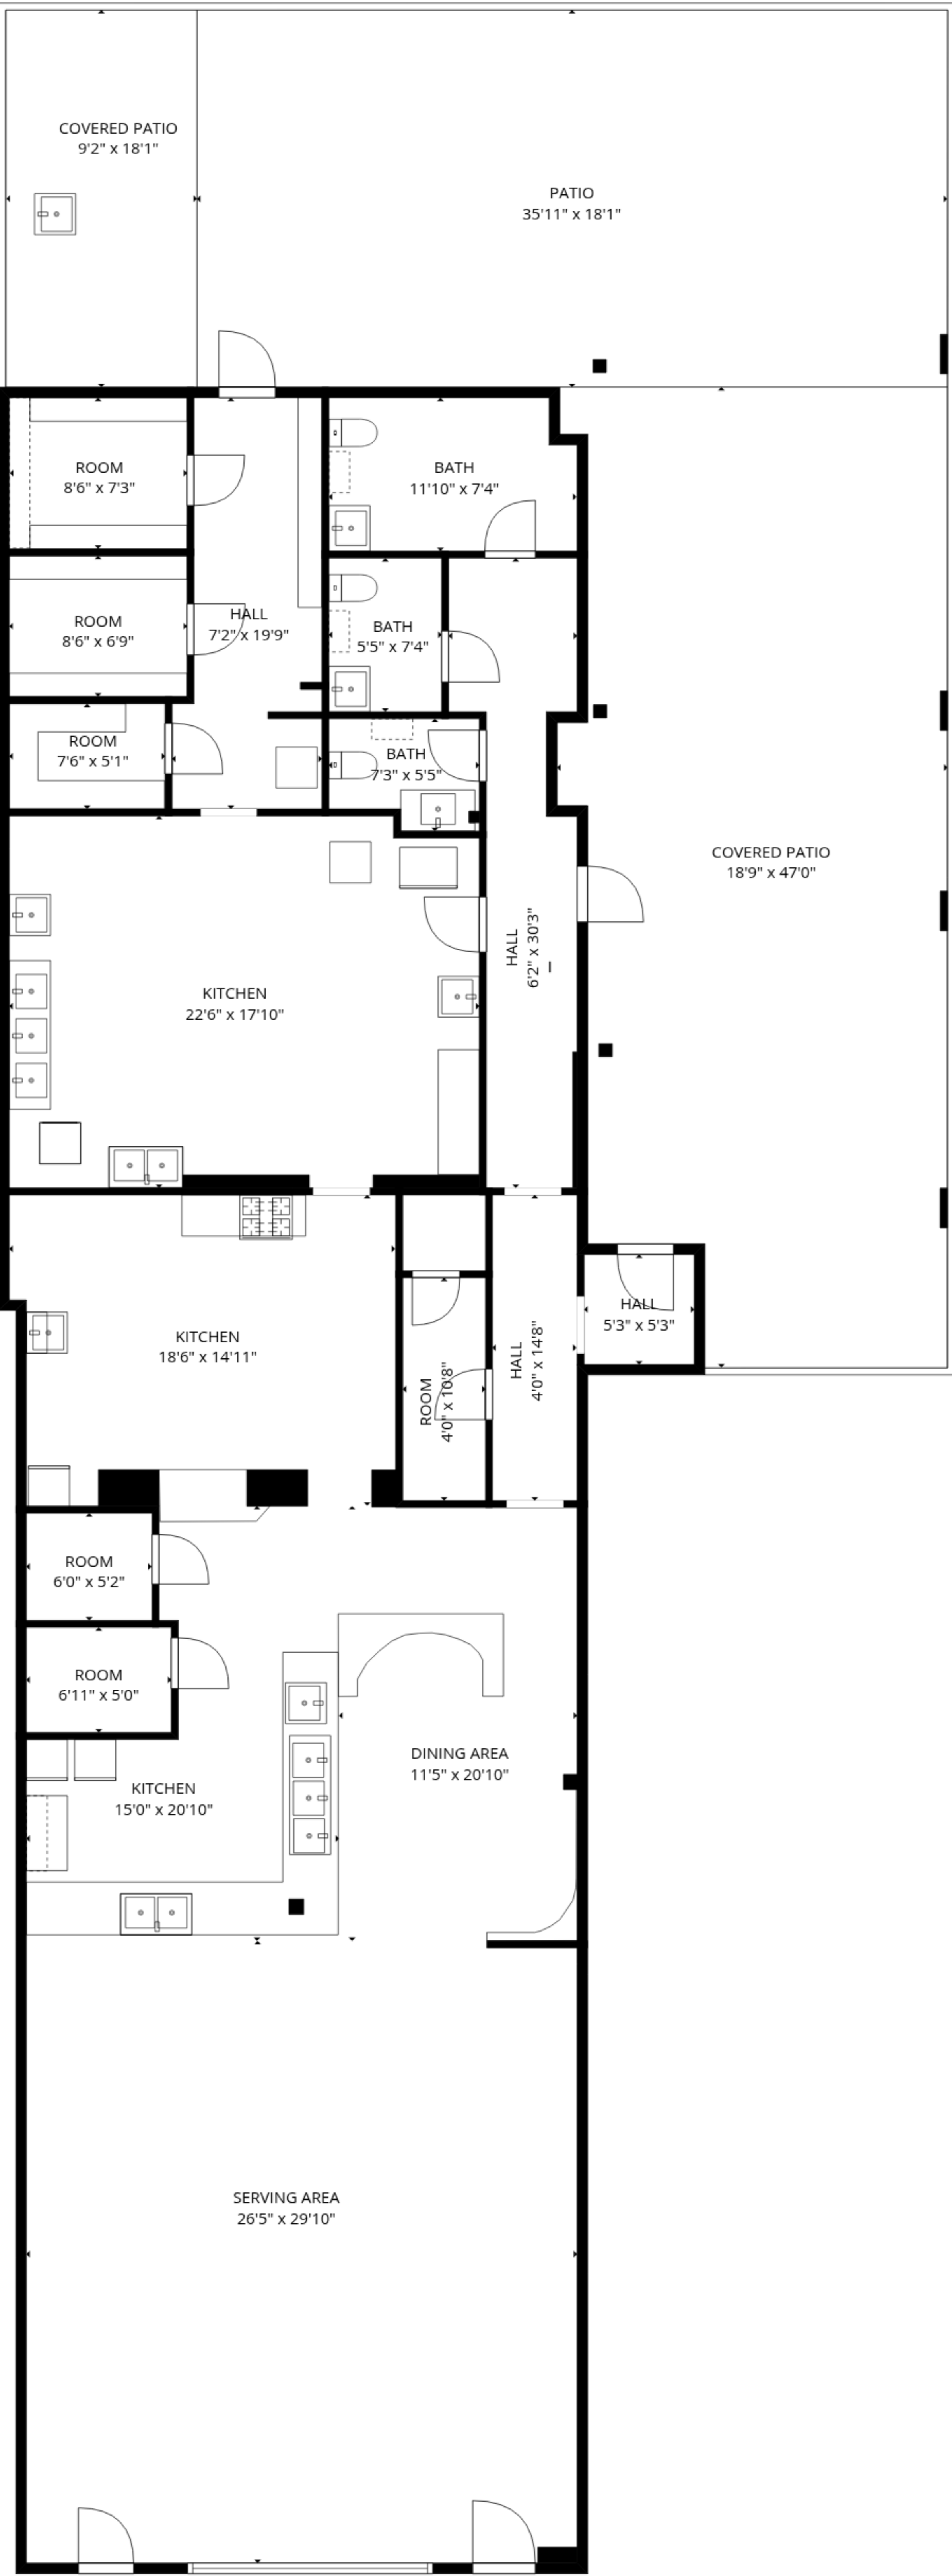 COVERED PATIO
9'2" x 18'1"
PATIO
35'11" x 18'1"
ROOM
8'6" x 7'3"
BATH
11'10" x 7'4"
ROOM
8'6" x 6'9"
HALL
7'2" x 19'9"
BATH
5'5" x 7'4"
ROOM
7'6" x 5'1"
BATH
7'3" x 5'5"
COVERED PATIO
18'9" x 47'0"
HALL
6'2" x 30'3"
KITCHEN
22'6" x 17'10"
KITCHEN
18'6" x 14'11"
ROOM
4'0" x 10'8"
HALL
4'0" x 14'8"
HALL
5'3" x 5'3"
ROOM
6'0" x 5'2"
ROOM
6'11" x 5'0"
DINING AREA
11'5" x 20'10"
KITCHEN
15'0" x 20'10"
SERVING AREA
26'5" x 29'10"